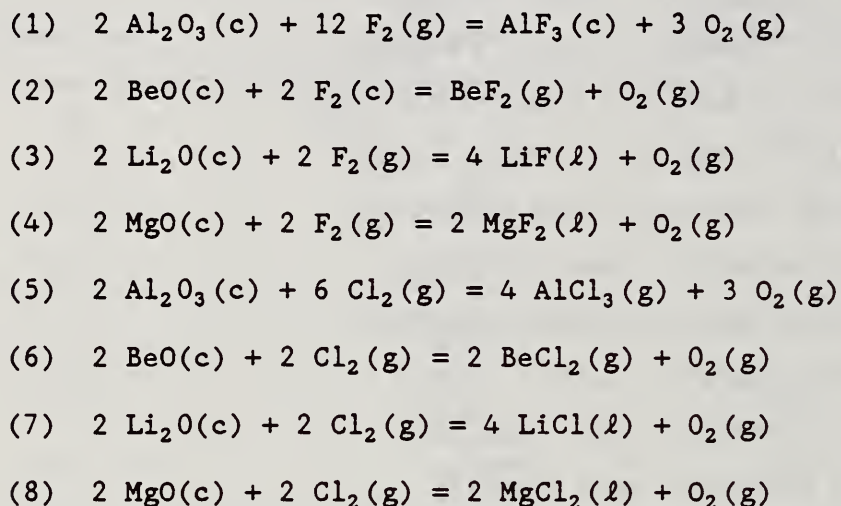 (1) 2 Al₂O₃(c) + 12 F₂(g) = AlF₃(c) + 3 O₂(g)
(2) 2 BeO(c) + 2 F₂(c) = BeF₂(g) + O₂(g)
(3) 2 Li₂O(c) + 2 F₂(g) = 4 LiF(ℓ) + O₂(g)
(4) 2 MgO(c) + 2 F₂(g) = 2 MgF₂(ℓ) + O₂(g)
(5) 2 Al₂O₃(c) + 6 Cl₂(g) = 4 AlCl₃(g) + 3 O₂(g)
(6) 2 BeO(c) + 2 Cl₂(g) = 2 BeCl₂(g) + O₂(g)
(7) 2 Li₂O(c) + 2 Cl₂(g) = 4 LiCl(ℓ) + O₂(g)
(8) 2 MgO(c) + 2 Cl₂(g) = 2 MgCl₂(ℓ) + O₂(g)